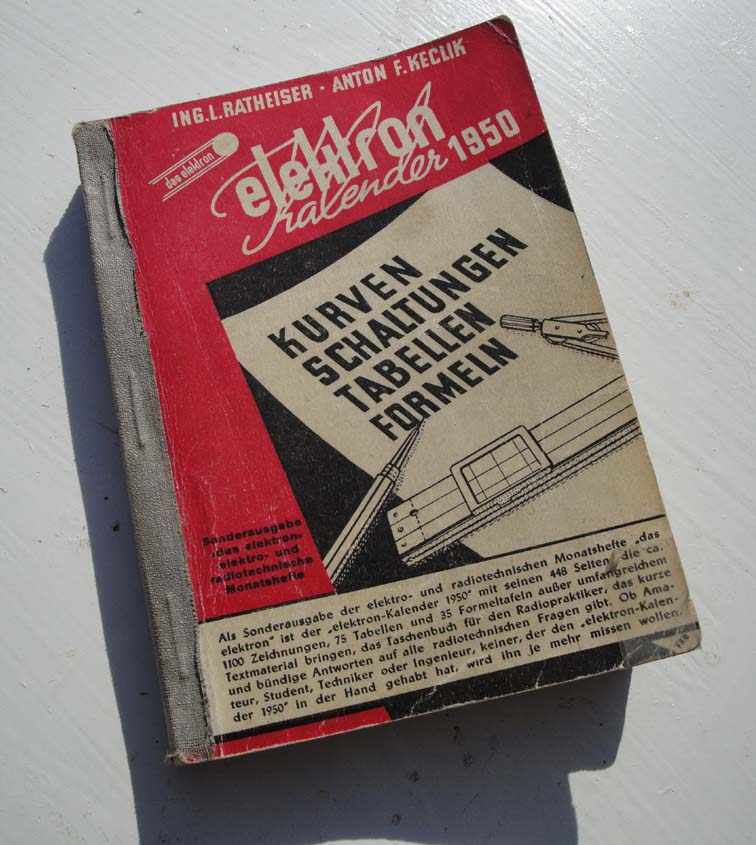 ING. L. RATHEISER · ANTON F. KECLIK
das elektron
elektron
kalender 1950
KURVEN
SCHALTUNGEN
TABELLEN
FORMELN
Sonderausgabe
„das elektron“
elektro- und
radiotechnische
Monatshefte
Als Sonderausgabe der elektro- und radiotechnischen Monatshefte „das
elektron“ ist der „elektron-Kalender 1950“ mit seinen 448 Seiten, die ca.
1100 Zeichnungen, 75 Tabellen und 35 Formeltafeln außer umfangreichem
Textmaterial bringen, das Taschenbuch für den Radiopraktiker, das kurze
und bündige Antworten auf alle radiotechnischen Fragen gibt. Ob Ama-
teur, Student, Techniker oder Ingenieur, keiner, der den „elektron-Kalen-
der 1950“ in der Hand gehabt hat, wird ihn je mehr missen wollen.